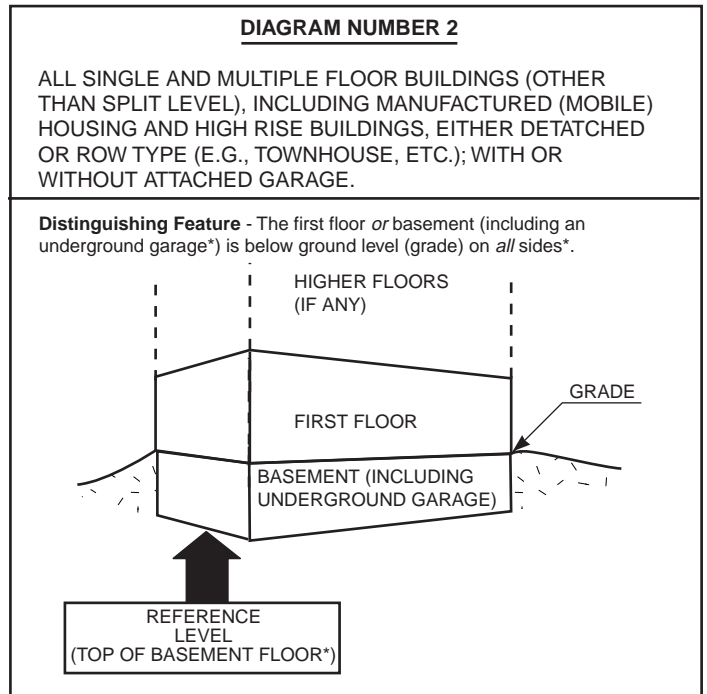 DIAGRAM NUMBER 2
ALL SINGLE AND MULTIPLE FLOOR BUILDINGS (OTHER
THAN SPLIT LEVEL), INCLUDING MANUFACTURED (MOBILE)
HOUSING AND HIGH RISE BUILDINGS, EITHER DETATCHED
OR ROW TYPE (E.G., TOWNHOUSE, ETC.); WITH OR
WITHOUT ATTACHED GARAGE.
Distinguishing Feature - The first floor or basement (including an
underground garage*) is below ground level (grade) on all sides*.
HIGHER FLOORS
(IF ANY)
GRADE
FIRST FLOOR
BASEMENT (INCLUDING
UNDERGROUND GARAGE)
REFERENCE
LEVEL
(TOP OF BASEMENT FLOOR*)